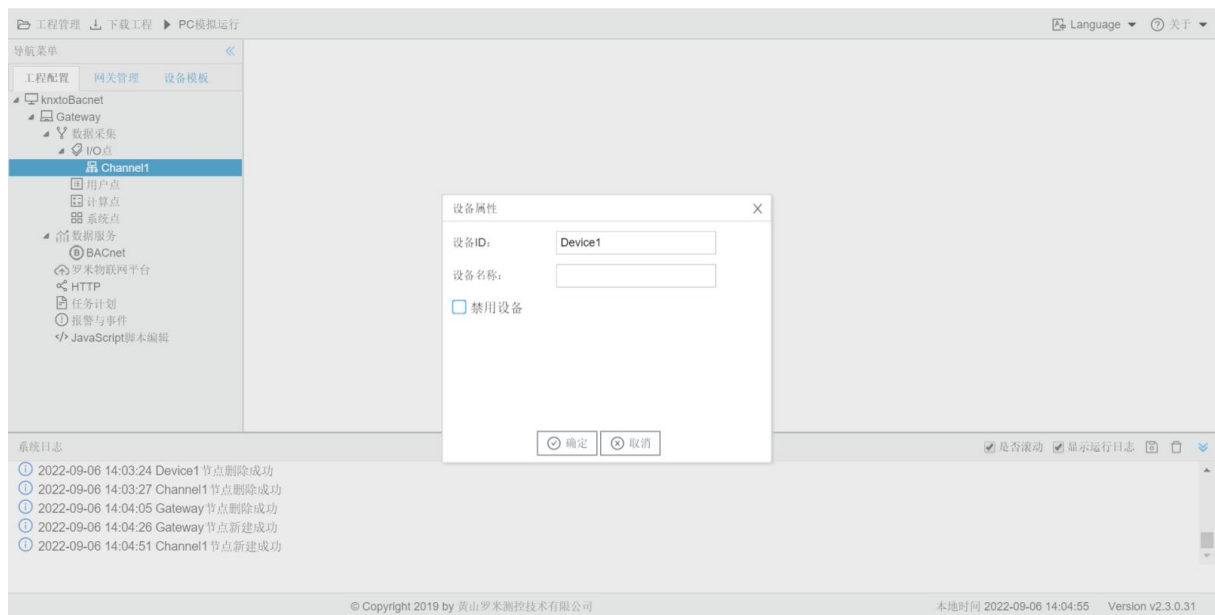 工程管理 下载工程 PC模拟运行 Language 关于
导航菜单
工程配置 网关管理 设备模板
knxtoBacnet
Gateway
数据采集
I/O点
Channel1
用户点
计算点
系统点
数据服务
BACnet
罗米物联网平台
HTTP
任务计划
报警与事件
JavaScript脚本编辑
设备属性
设备ID: Device1
设备名称:
禁用设备
确定 取消
系统日志 是否滚动 显示运行日志
2022-09-06 14:03:24 Device1节点删除成功
2022-09-06 14:03:27 Channel1节点删除成功
2022-09-06 14:04:05 Gateway节点删除成功
2022-09-06 14:04:26 Gateway节点新建成功
2022-09-06 14:04:51 Channel1节点新建成功
© Copyright 2019 by 黄山罗米测控技术有限公司 本地时间 2022-09-06 14:04:55 Version v2.3.0.31